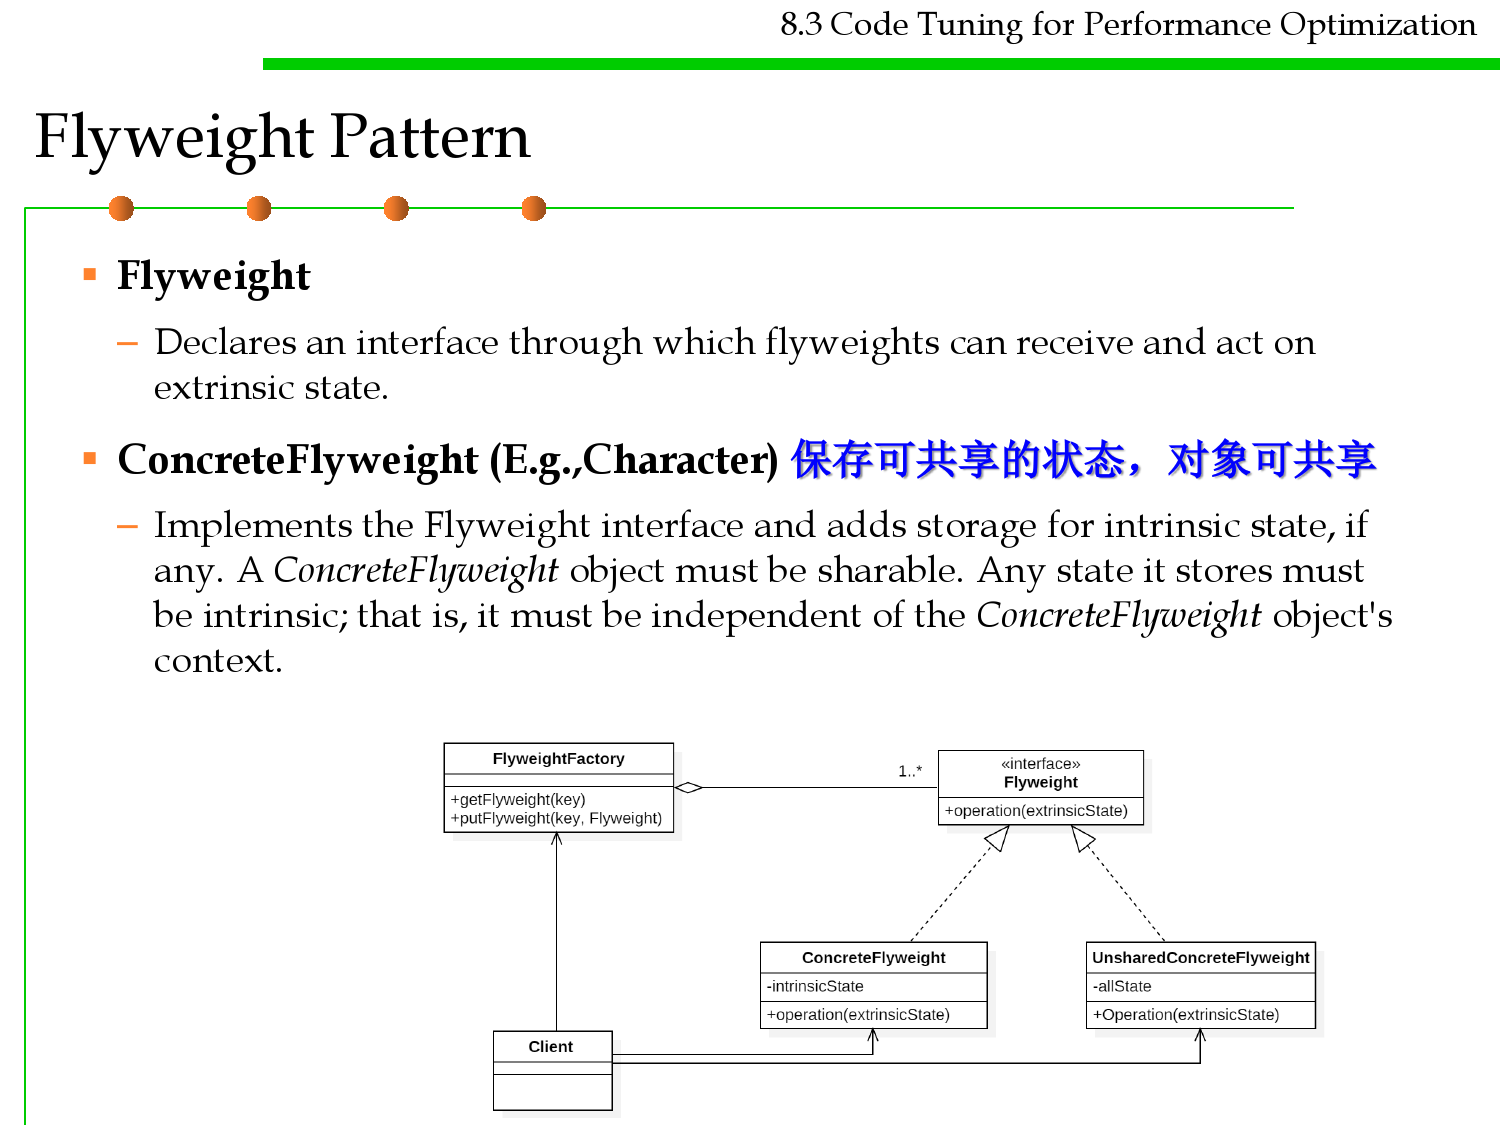 8.3 Code Tuning for Performance Optimization
Flyweight Pattern
Flyweight
– Declares an interface through which flyweights can receive and act on
extrinsic state.
ConcreteFlyweight (E.g.,Character) 保存可共享的状态，对象可共享
– Implements the Flyweight interface and adds storage for intrinsic state, if
any. A ConcreteFlyweight object must be sharable. Any state it stores must
be intrinsic; that is, it must be independent of the ConcreteFlyweight object's
context.
FlyweightFactory
+getFlyweight(key)
+putFlyweight(key, Flyweight)
1..*
«interface»
Flyweight
+operation(extrinsicState)
ConcreteFlyweight
-intrinsicState
+operation(extrinsicState)
UnsharedConcreteFlyweight
-allState
+Operation(extrinsicState)
Client